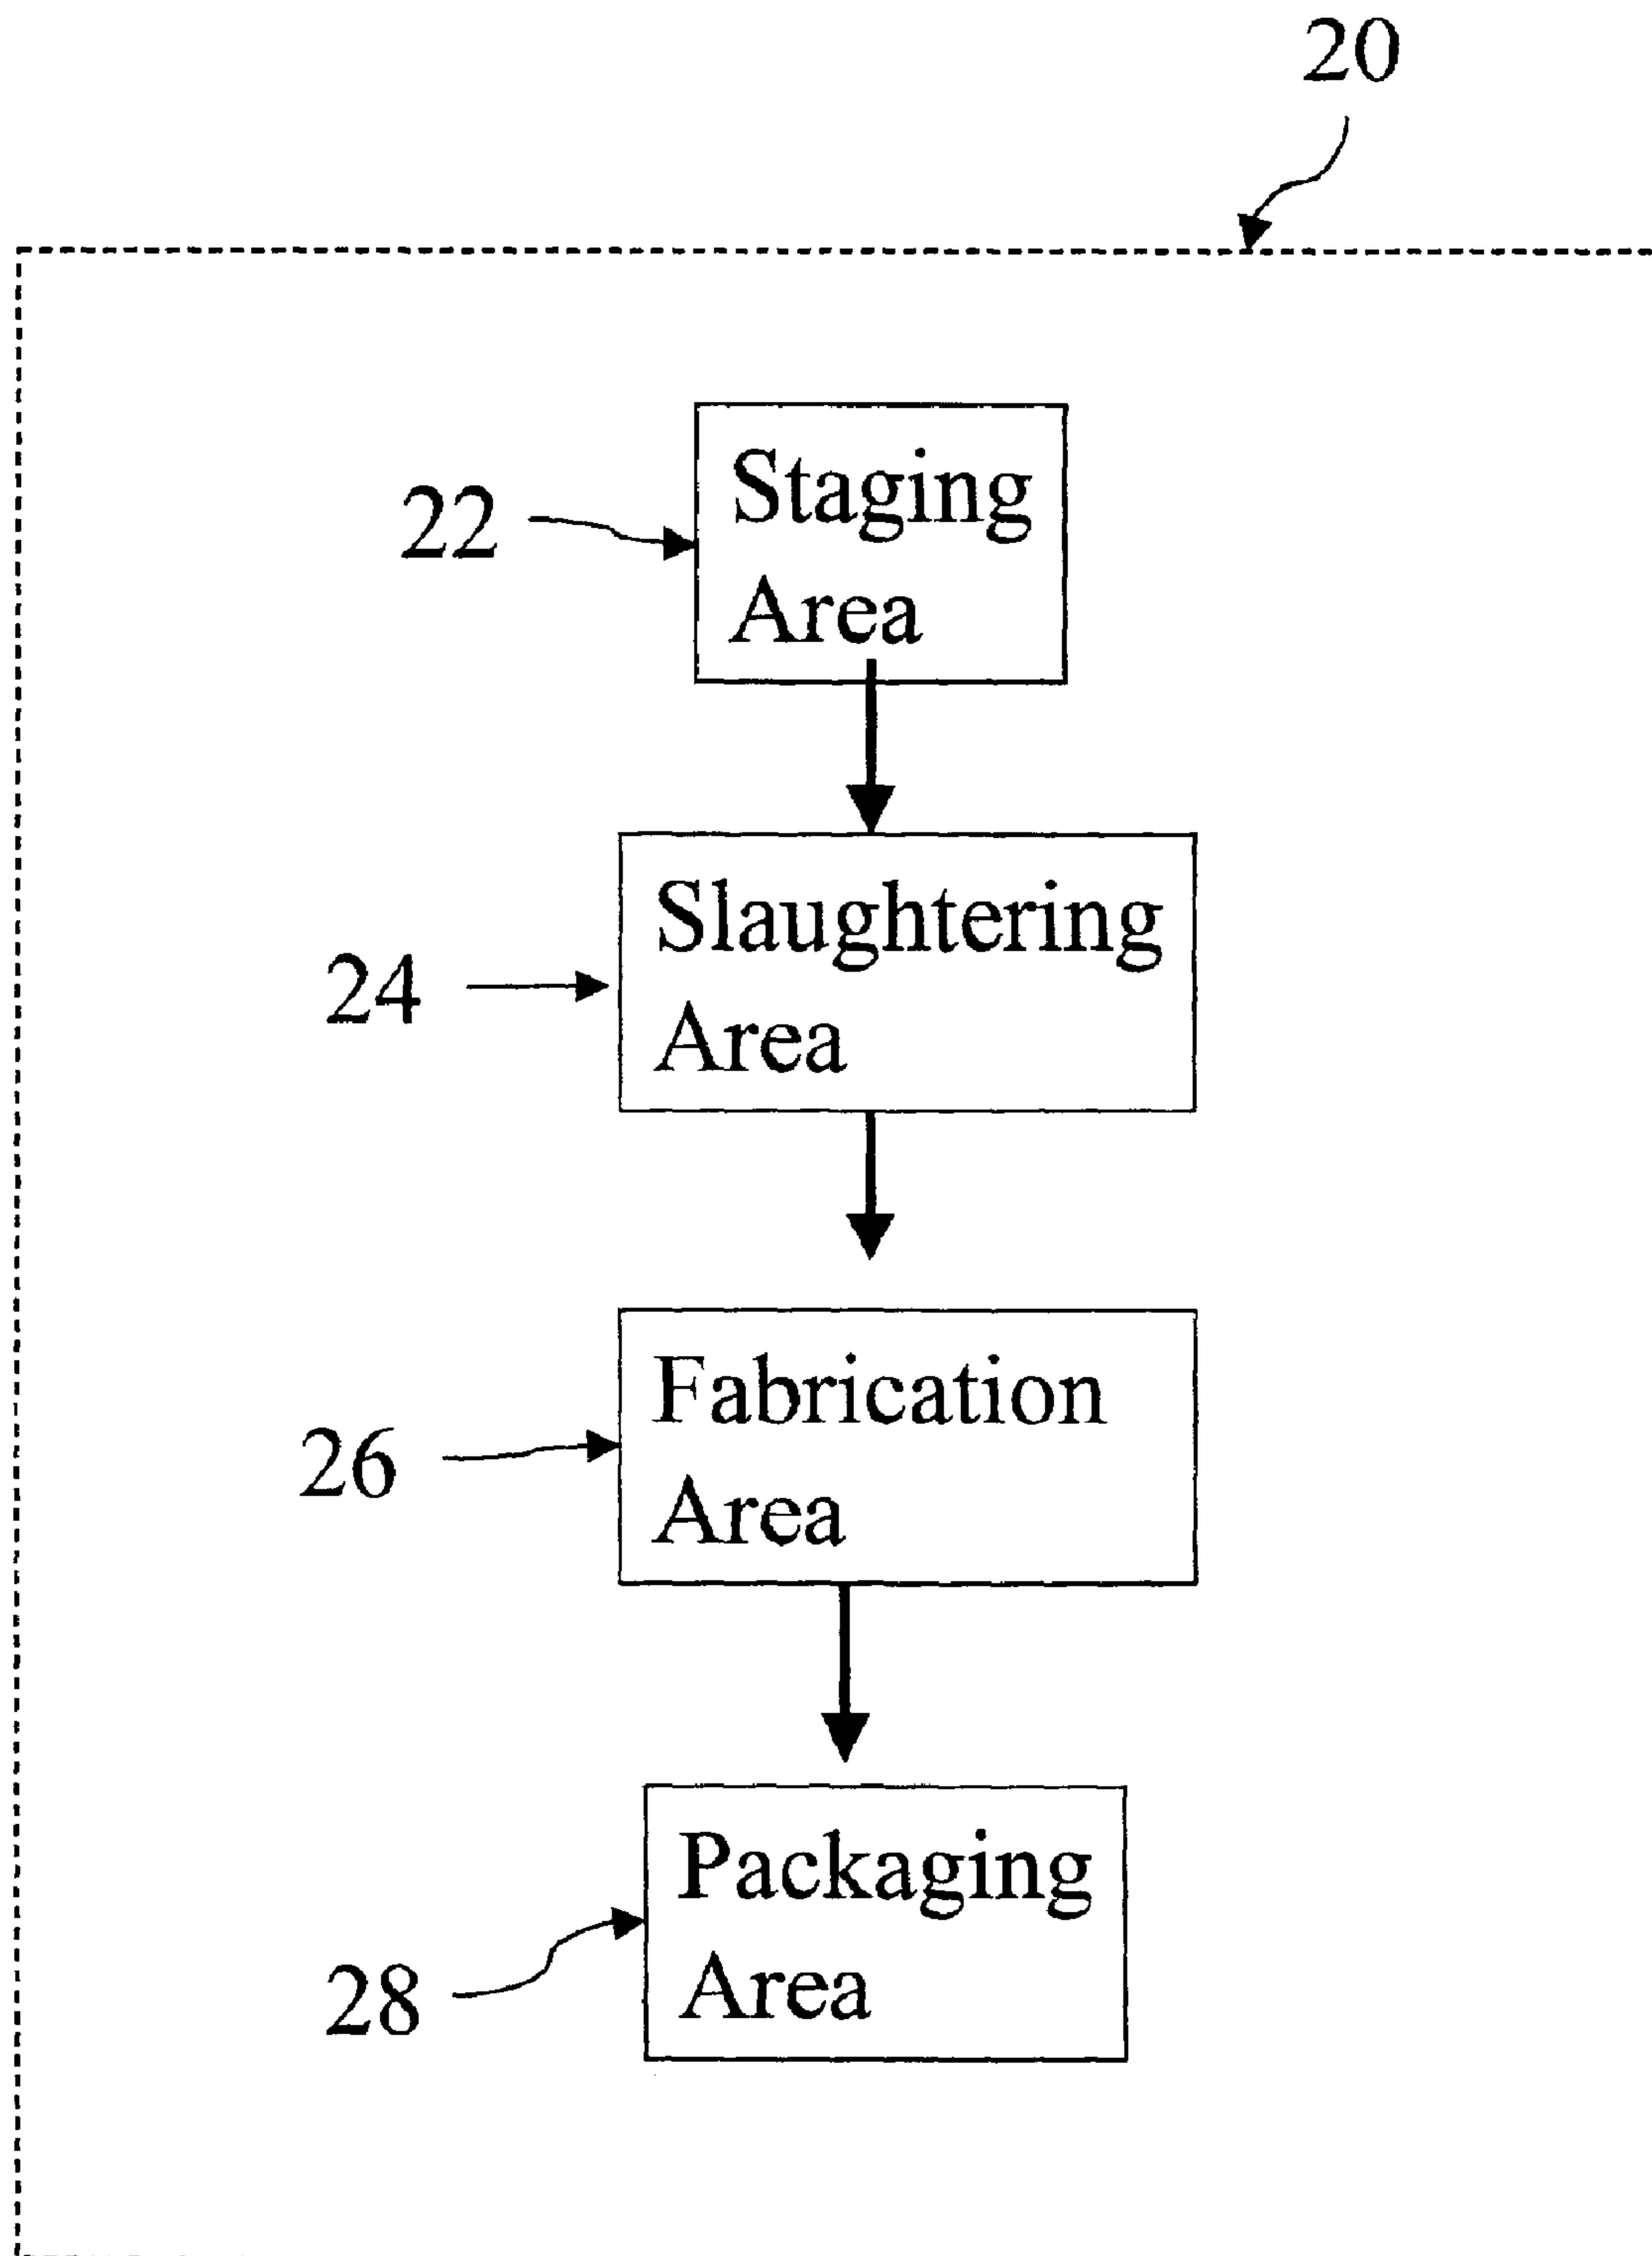 20
22
Staging
Area
24
Slaughtering
Area
26
Fabrication
Area
28
Packaging
Area